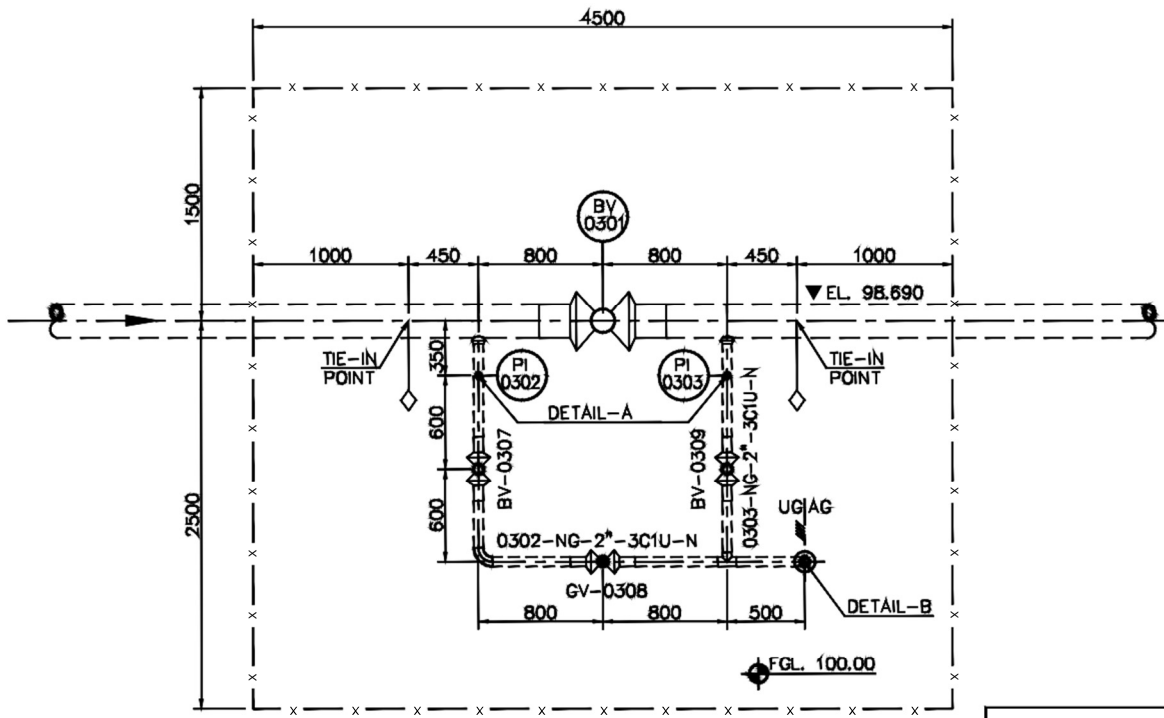 4500
1500
BV
0301
1000
450
800
800
450
1000
EL. 98.690
TIE-IN
POINT
350
PI
0302
PI
0303
TIE-IN
POINT
DETAIL-A
600
BV-0307
BV-0309
0303-NG-2"-3C1U-N
2500
600
UG AG
0302-NG-2"-3C1U-N
GV-0308
DETAIL-B
800
800
500
FGL. 100.00